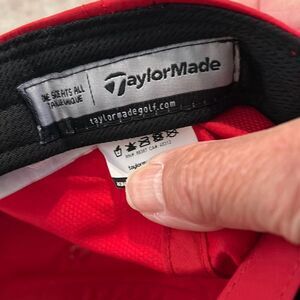 ONE SIZE FITS ALL
TAILLE UNIQUE
TaylorMade
taylormadegolf.com